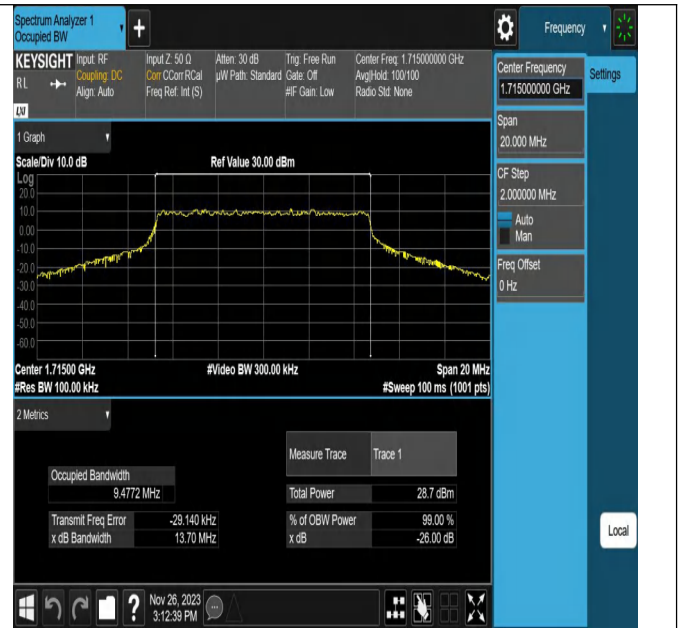 Spectrum Analyzer 1
Occupied BW
Frequency
KEYSIGHT
Input: RF
Coupling: DC
Align: Auto
Input Z: 50 Ω
Corr CCorr RCal
Freq Ref: Int (S)
Atten: 30 dB
µW Path: Standard
Trig: Free Run
Gate: Off
#IF Gain: Low
Center Freq: 1.715000000 GHz
Avg|Hold: 100/100
Radio Std: None
RL
LXI
Center Frequency
1.715000000 GHz
Settings
Span
20.000 MHz
CF Step
2.000000 MHz
Auto
Man
Freq Offset
0 Hz
1 Graph
Scale/Div 10.0 dB
Ref Value 30.00 dBm
Log
20.0
10.0
0.00
-10.0
-20.0
-30.0
-40.0
-50.0
-60.0
Center 1.71500 GHz
#Video BW 300.00 kHz
Span 20 MHz
#Res BW 100.00 kHz
#Sweep 100 ms (1001 pts)
2 Metrics
Measure Trace
Trace 1
Occupied Bandwidth
9.4772 MHz
Total Power
28.7 dBm
Transmit Freq Error
-29.140 kHz
% of OBW Power
99.00 %
x dB Bandwidth
13.70 MHz
x dB
-26.00 dB
Local
Nov 26, 2023
3:12:39 PM